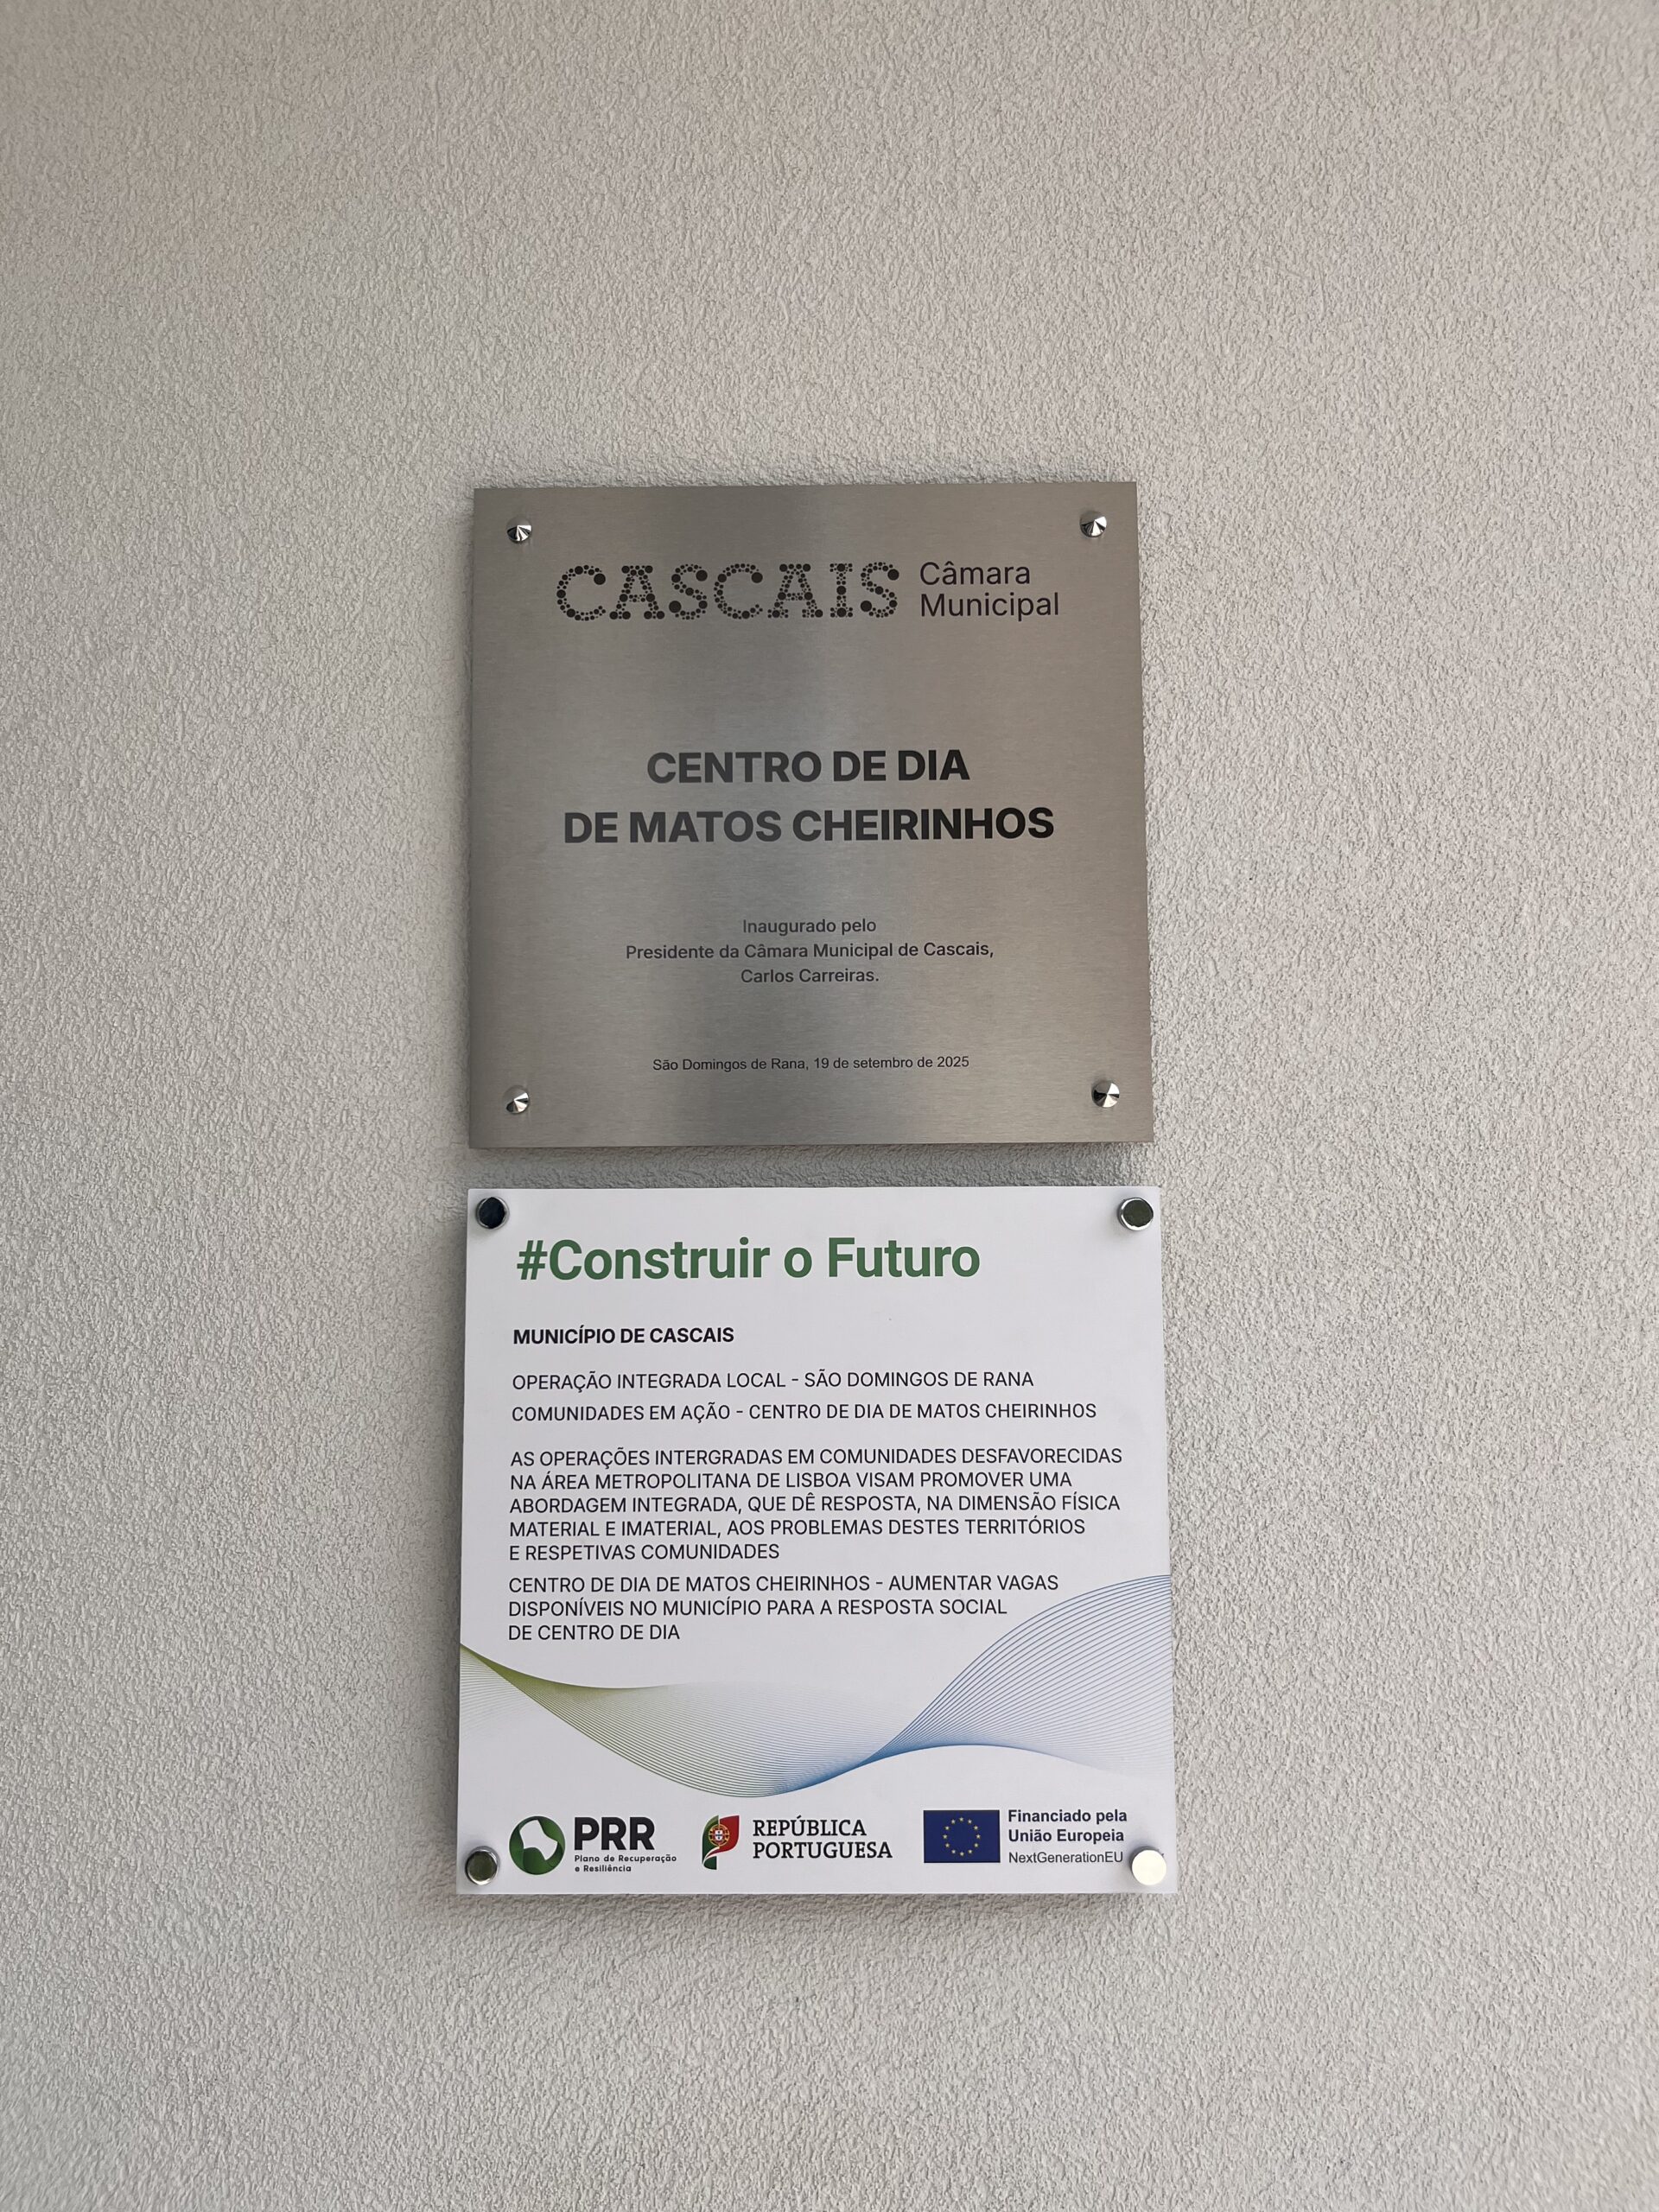 CASCAIS Câmara
Municipal
CENTRO DE DIA
DE MATOS CHEIRINHOS
Inaugurado pelo
Presidente da Câmara Municipal de Cascais,
Carlos Carreiras.
São Domingos de Rana, 19 de setembro de 2025
#Construir o Futuro
MUNICÍPIO DE CASCAIS
OPERAÇÃO INTEGRADA LOCAL - SÃO DOMINGOS DE RANA
COMUNIDADES EM AÇÃO - CENTRO DE DIA DE MATOS CHEIRINHOS
AS OPERAÇÕES INTERGRADAS EM COMUNIDADES DESFAVORECIDAS
NA ÁREA METROPOLITANA DE LISBOA VISAM PROMOVER UMA
ABORDAGEM INTEGRADA, QUE DÊ RESPOSTA, NA DIMENSÃO FÍSICA
MATERIAL E IMATERIAL, AOS PROBLEMAS DESTES TERRITÓRIOS
E RESPETIVAS COMUNIDADES
CENTRO DE DIA DE MATOS CHEIRINHOS - AUMENTAR VAGAS
DISPONÍVEIS NO MUNICÍPIO PARA A RESPOSTA SOCIAL
DE CENTRO DE DIA
PRR
Plano de Recuperação
e Resiliência
REPÚBLICA
PORTUGUESA
Financiado pela
União Europeia
NextGenerationEU